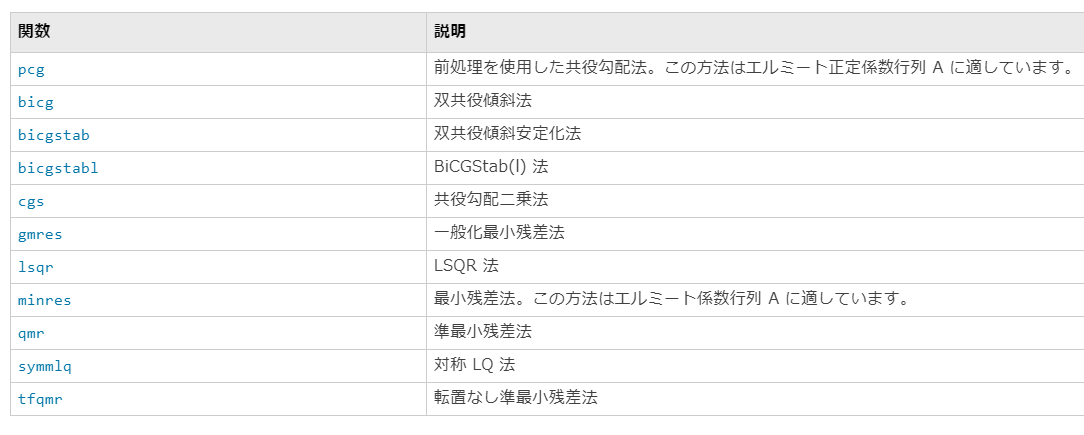 関数 説明
pcg 前処理を使用した共役勾配法。この方法はエルミート正定係数行列 A に適しています。
bicg 双共役傾斜法
bicgstab 双共役傾斜安定化法
bicgstabl BiCGStab(l) 法
cgs 共役勾配二乗法
gmres 一般化最小残差法
lsqr LSQR 法
minres 最小残差法。この方法はエルミート係数行列 A に適しています。
qmr 準最小残差法
symmlq 対称 LQ 法
tfqmr 転置なし準最小残差法